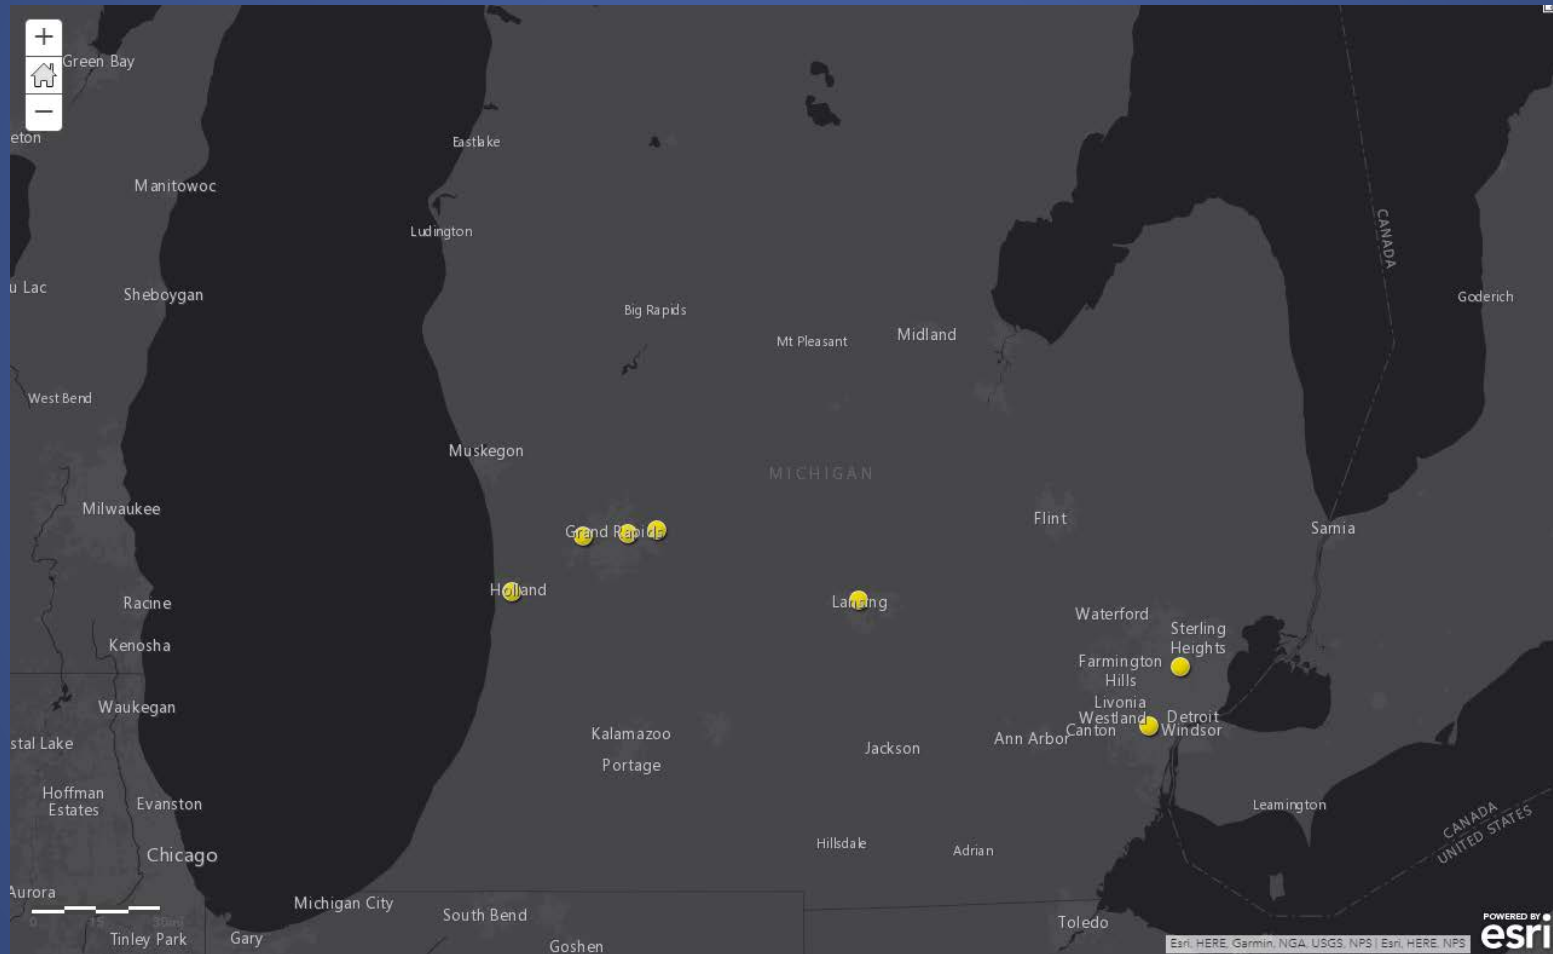 +
Green Bay
−
eton
Eastlake
Manitowoc
Ludington
CANADA
u Lac
Sheboygan
Goderich
Big Rapids
Mt Pleasant
Midland
West Bend
Muskegon
MICHIGAN
Milwaukee
Flint
Sarnia
Grand Rapids
Holland
Lansing
Racine
Waterford
Sterling
Heights
Kenosha
Farmington
Hills
Livonia
Waukegan
Westland
Detroit
Canton
Windsor
Kalamazoo
stal Lake
Jackson
Ann Arbor
Portage
Hoffman
Estates
Evanston
Leamington
CANADA
UNITED STATES
Hillsdale
Adrian
Chicago
Aurora
Michigan City
South Bend
0 15 30mi
Toledo
POWERED BY
esri
Tinley Park
Gary
Goshen
Esri, HERE, Garmin, NGA, USGS, NPS | Esri, HERE, NPS